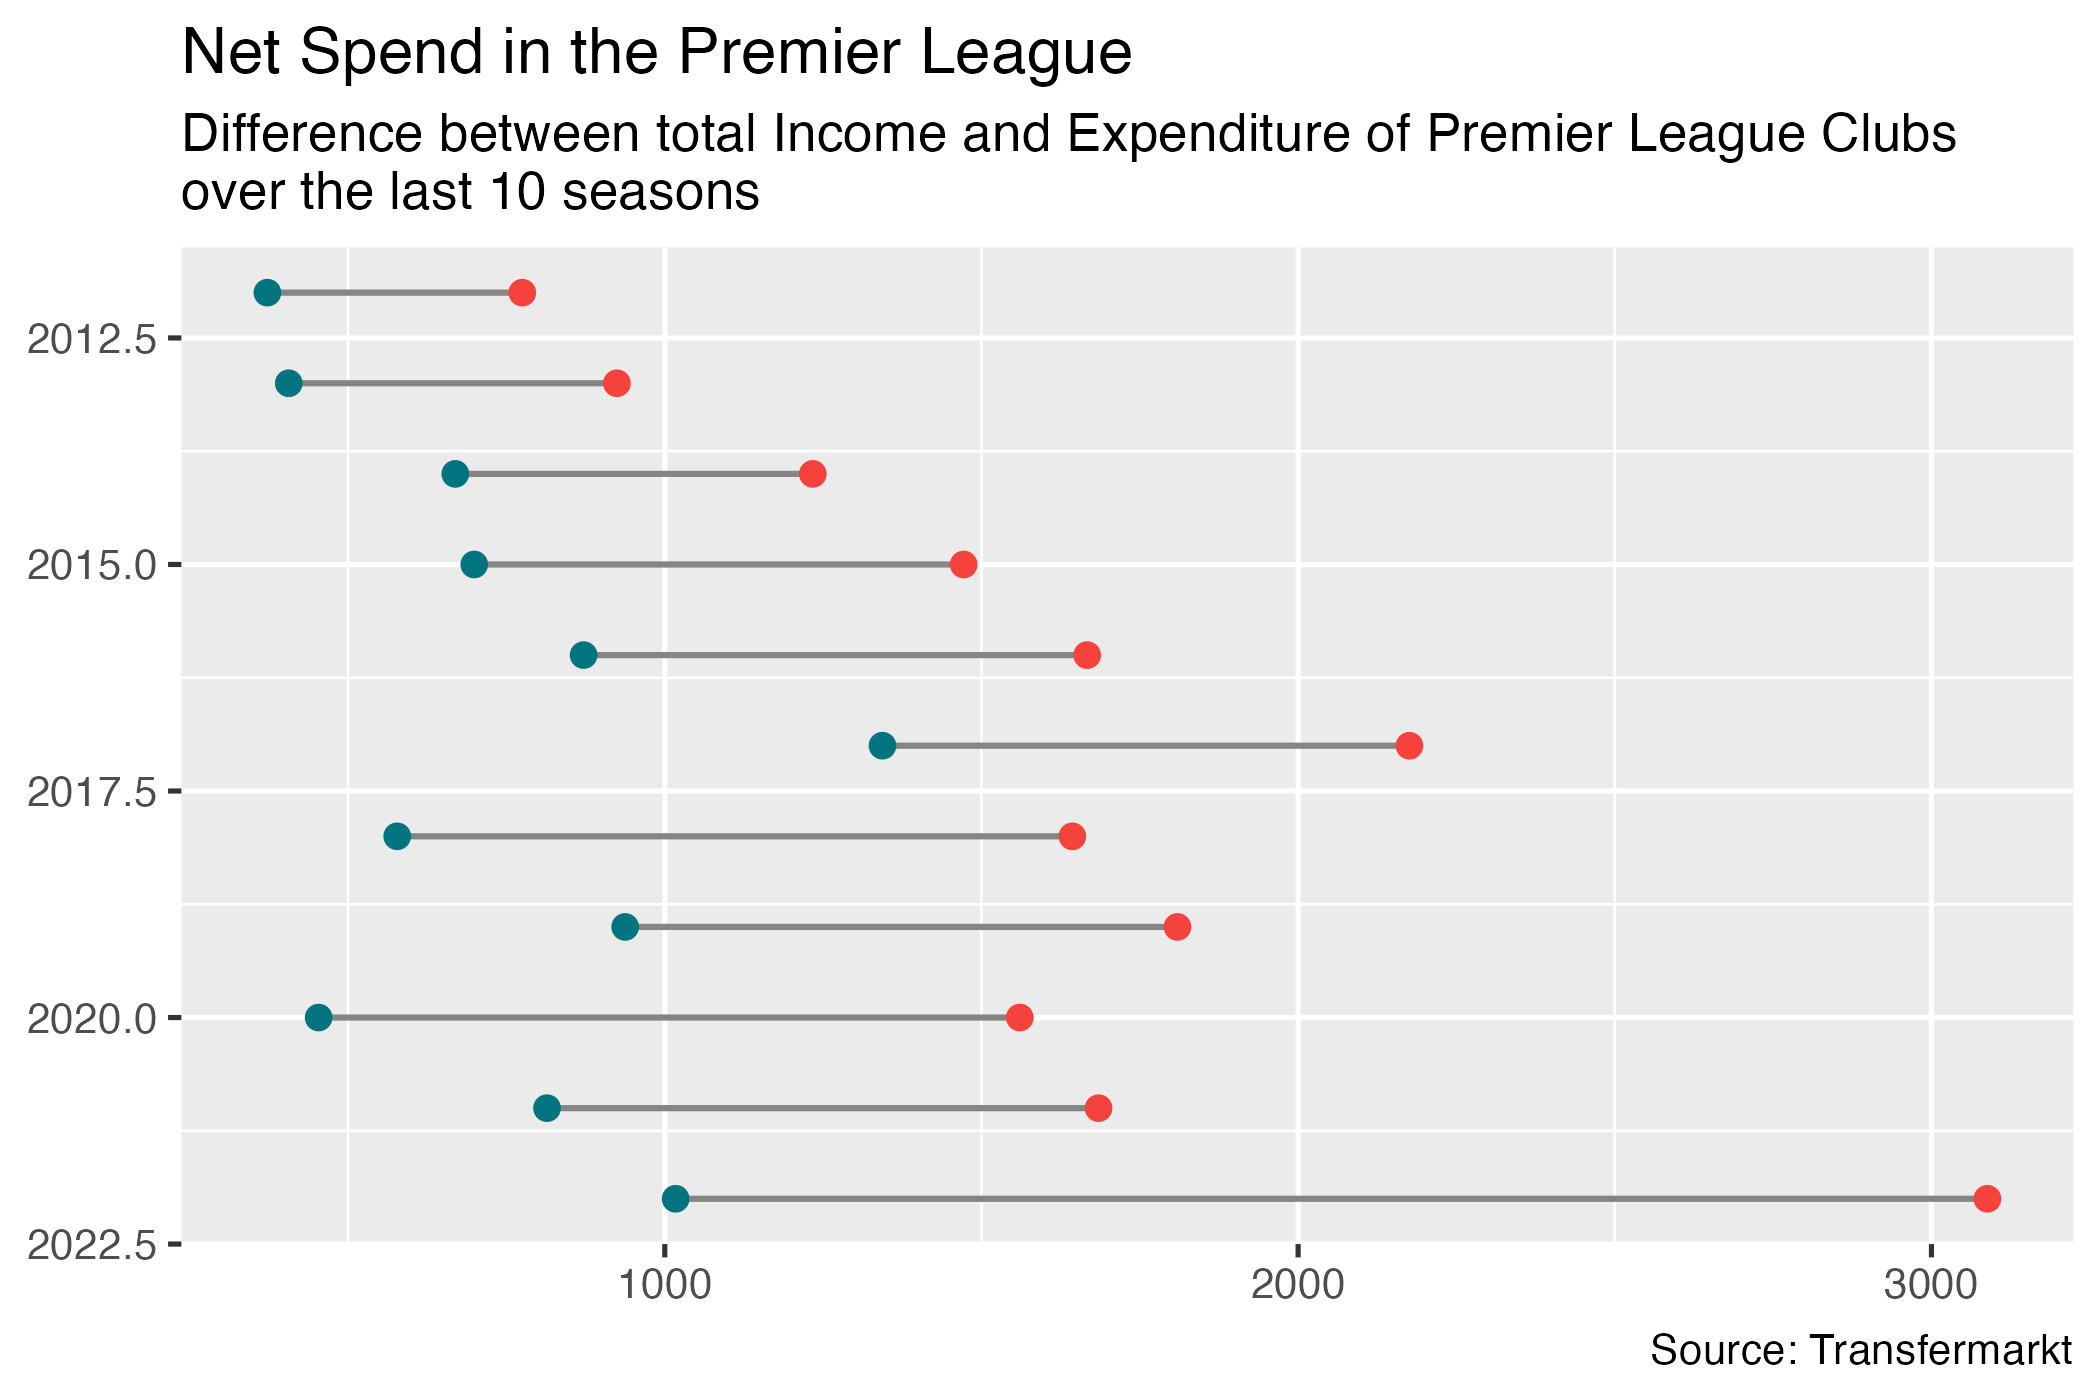 Net Spend in the Premier League
Difference between total Income and Expenditure of Premier League Clubs
over the last 10 seasons
2012.5
2015.0
2017.5
2020.0
2022.5
1000
2000
3000
Source: Transfermarkt